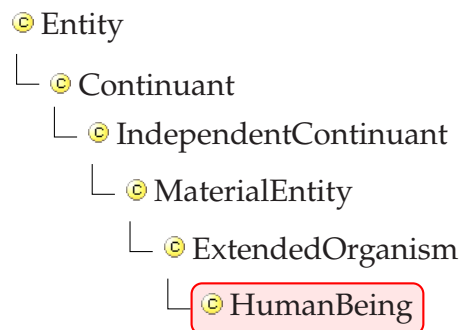 Entity
Continuant
IndependentContinuant
MaterialEntity
ExtendedOrganism
HumanBeing